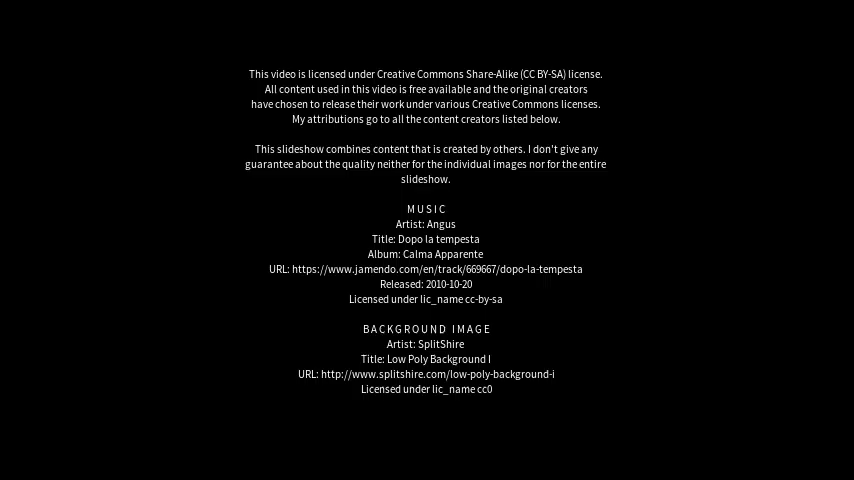 This video is licensed under Creative Commons Share-Alike (CC BY-SA) license.
All content used in this video is free available and the original creators
have chosen to release their work under various Creative Commons licenses.
My attributions go to all the content creators listed below.
This slideshow combines content that is created by others. I don't give any
guarantee about the quality neither for the individual images nor for the entire
slideshow.
MUSIC
Artist: Angus
Title: Dopo la tempesta
Album: Calma Apparente
URL: https://www.jamendo.com/en/track/669667/dopo-la-tempesta
Released: 2010-10-20
Licensed under lic_name cc-by-sa
BACKGROUND IMAGE
Artist: SplitShire
Title: Low Poly Background I
URL: http://www.splitshire.com/low-poly-background-i
Licensed under lic_name cc0